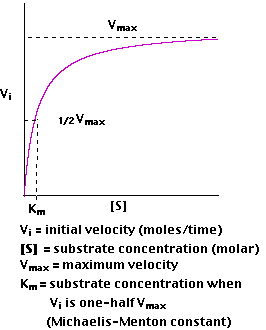 Vmax
Vi
1/2 Vmax
Km
[S]
Vi = initial velocity (moles/time)
[S] = substrate concentration (molar)
Vmax = maximum velocity
Km = substrate concentration when
Vi is one-half Vmax
(Michaelis-Menton constant)